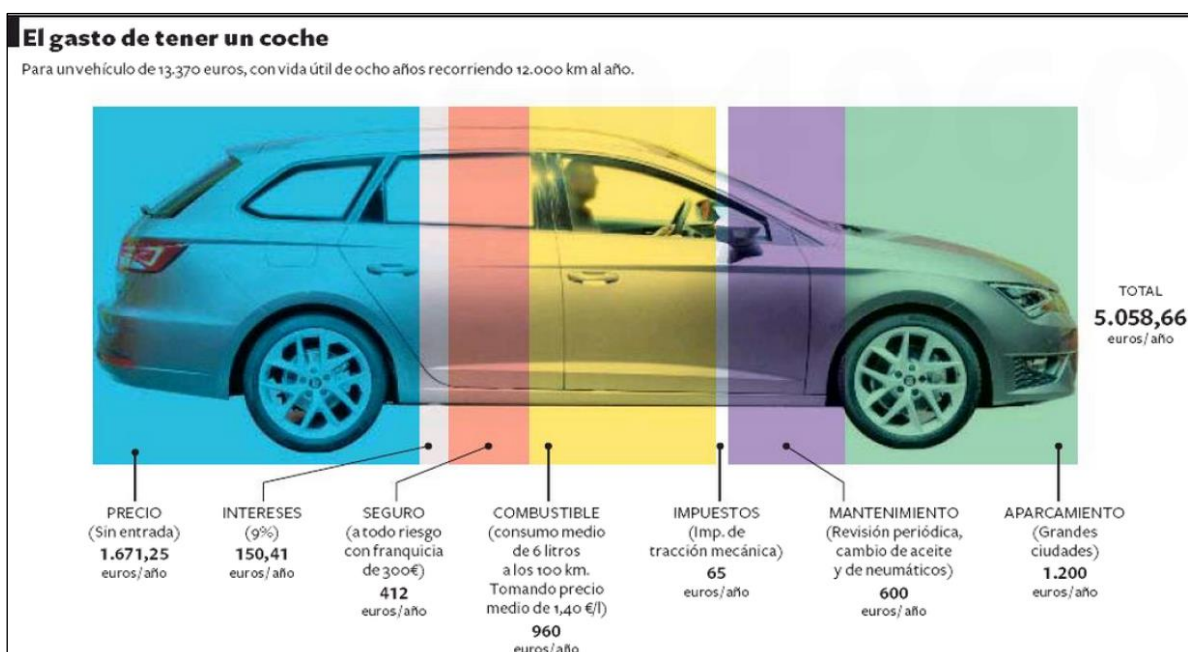 El gasto de tener un coche
Para un vehículo de 13.370 euros, con vida útil de ocho años recorriendo 12.000 km al año.
TOTAL
5.058,66
euros/año
PRECIO
(Sin entrada)
1.671,25
euros/año
INTERESES
(9%)
150,41
euros/año
SEGURO
(a todo riesgo
con franquicia
de 300€)
412
euros/año
COMBUSTIBLE
(consumo medio
de 6 litros
a los 100 km.
Tomando precio
medio de 1,40 €/l)
960
euros/año
IMPUESTOS
(Imp. de
tracción mecánica)
65
euros/año
MANTENIMIENTO
(Revisión periódica,
cambio de aceite
y de neumáticos)
600
euros/año
APARCAMIENTO
(Grandes
ciudades)
1.200
euros/año